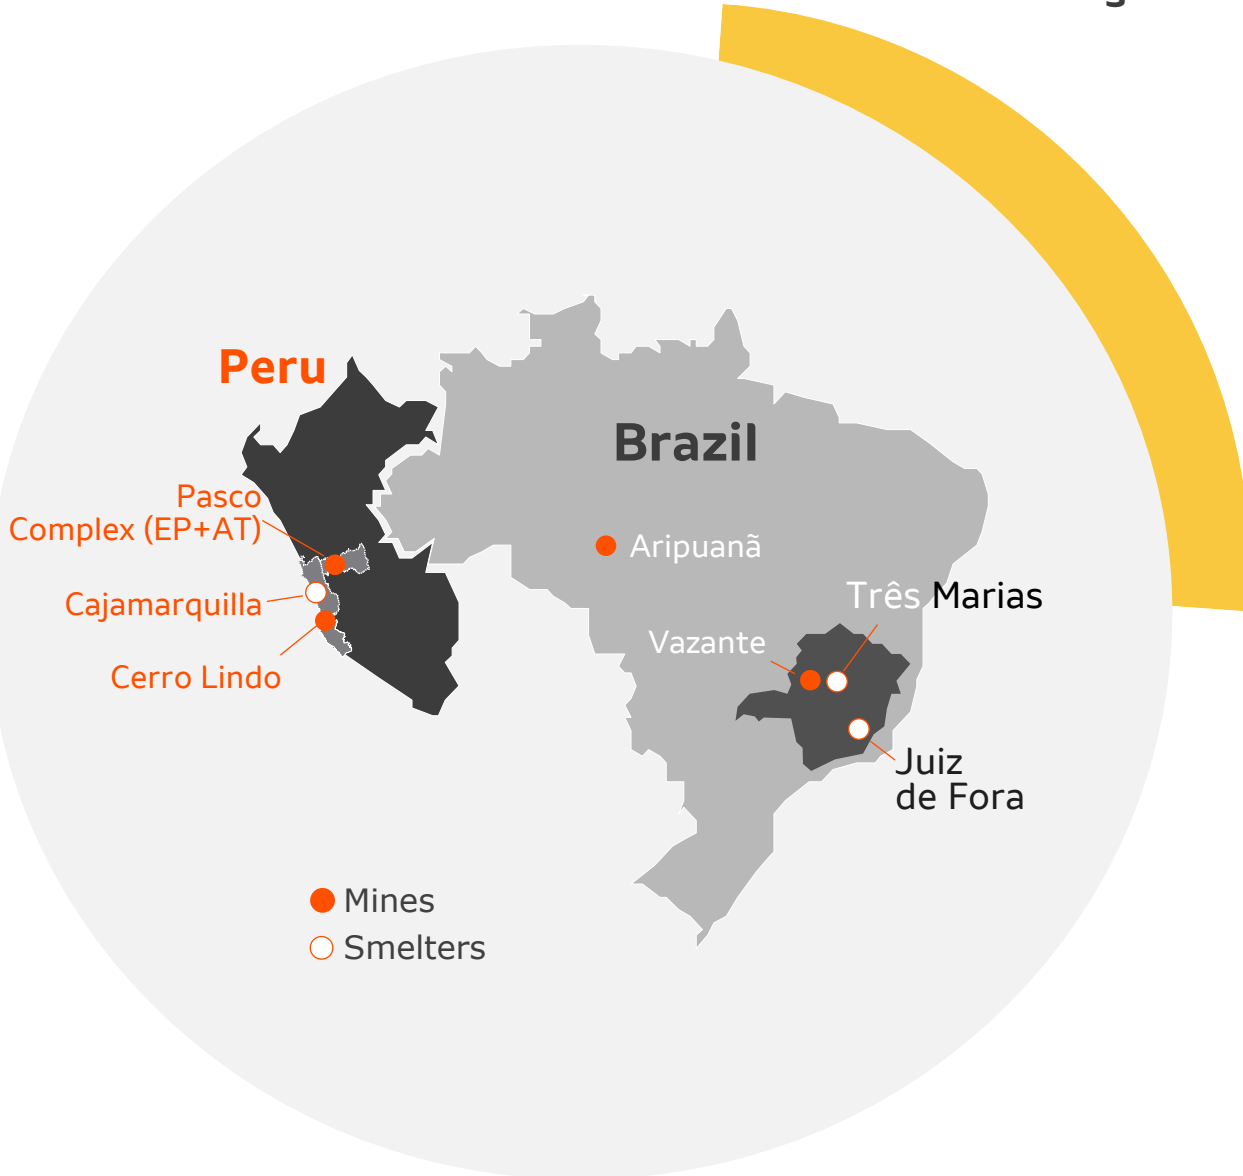 Peru
Brazil
Pasco
Complex (EP+AT)
Aripuanã
Três Marias
Cajamarquilla
Vazante
Cerro Lindo
Juiz
de Fora
Mines
Smelters